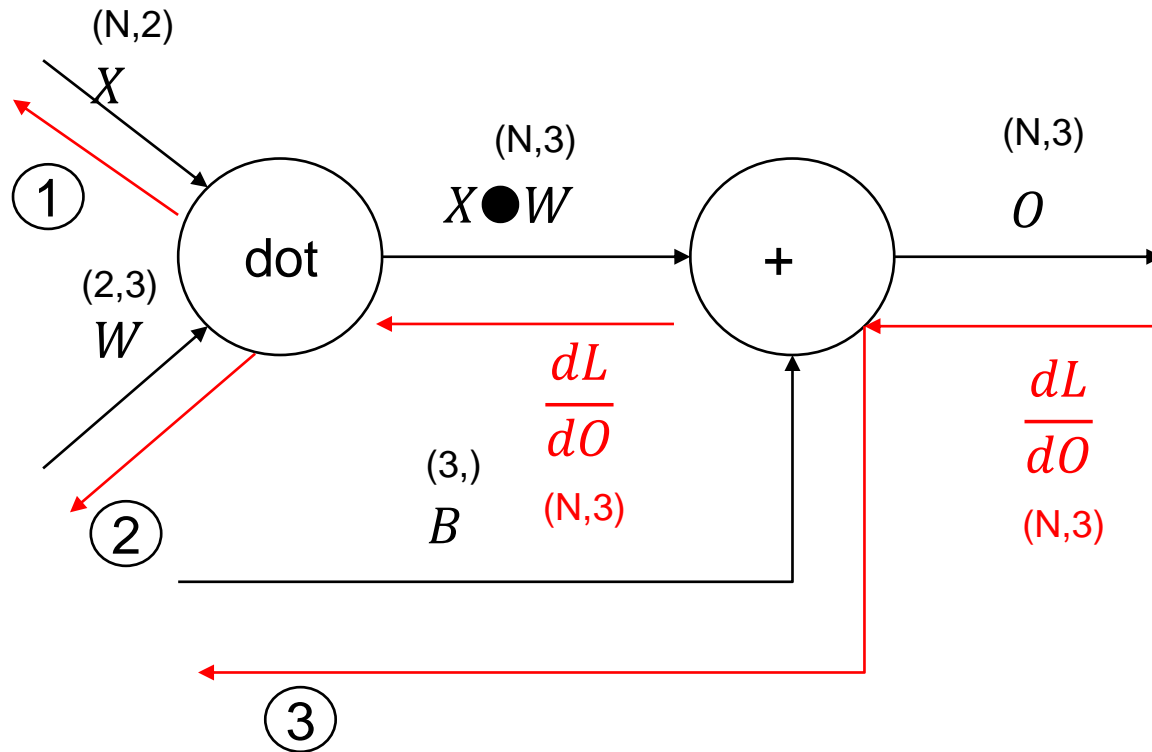 (N,2)
X
①
(2,3)
W
②
dot
(N,3)
X●W
dL
dO
(N,3)
(3,)
B
③
+
(N,3)
O
dL
dO
(N,3)